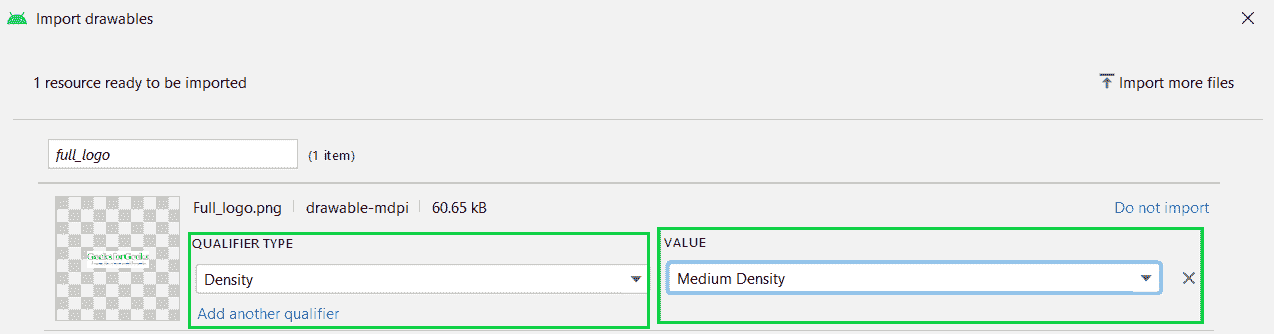 Import drawables
1 resource ready to be imported
Import more files
full_logo (1 item)
Full_logo.png drawable-mdpi 60.65 kB Do not import
QUALIFIER TYPE VALUE
Density Medium Density
Add another qualifier
GeeksforGeeks